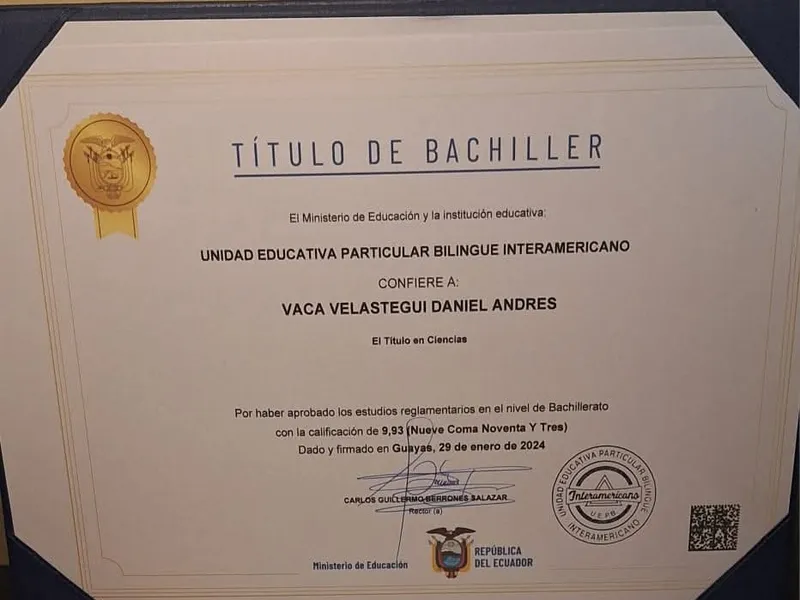 TÍTULO DE BACHILLER
El Ministerio de Educación y la institución educativa:
UNIDAD EDUCATIVA PARTICULAR BILINGUE INTERAMERICANO
CONFIERE A:
VACA VELASTEGUI DANIEL ANDRES
El Título en Ciencias
Por haber aprobado los estudios reglamentarios en el nivel de Bachillerato
con la calificación de 9,93 (Nueve Coma Noventa Y Tres)
Dado y firmado en Guayas, 29 de enero de 2024
CARLOS GUILLERMO BERRONES SALAZAR
Rector (a)
UNIDAD EDUCATIVA PARTICULAR BILINGÜE
Interamericano
U.E.P.B.
INTERAMERICANO
Ministerio de Educación
REPÚBLICA
DEL ECUADOR